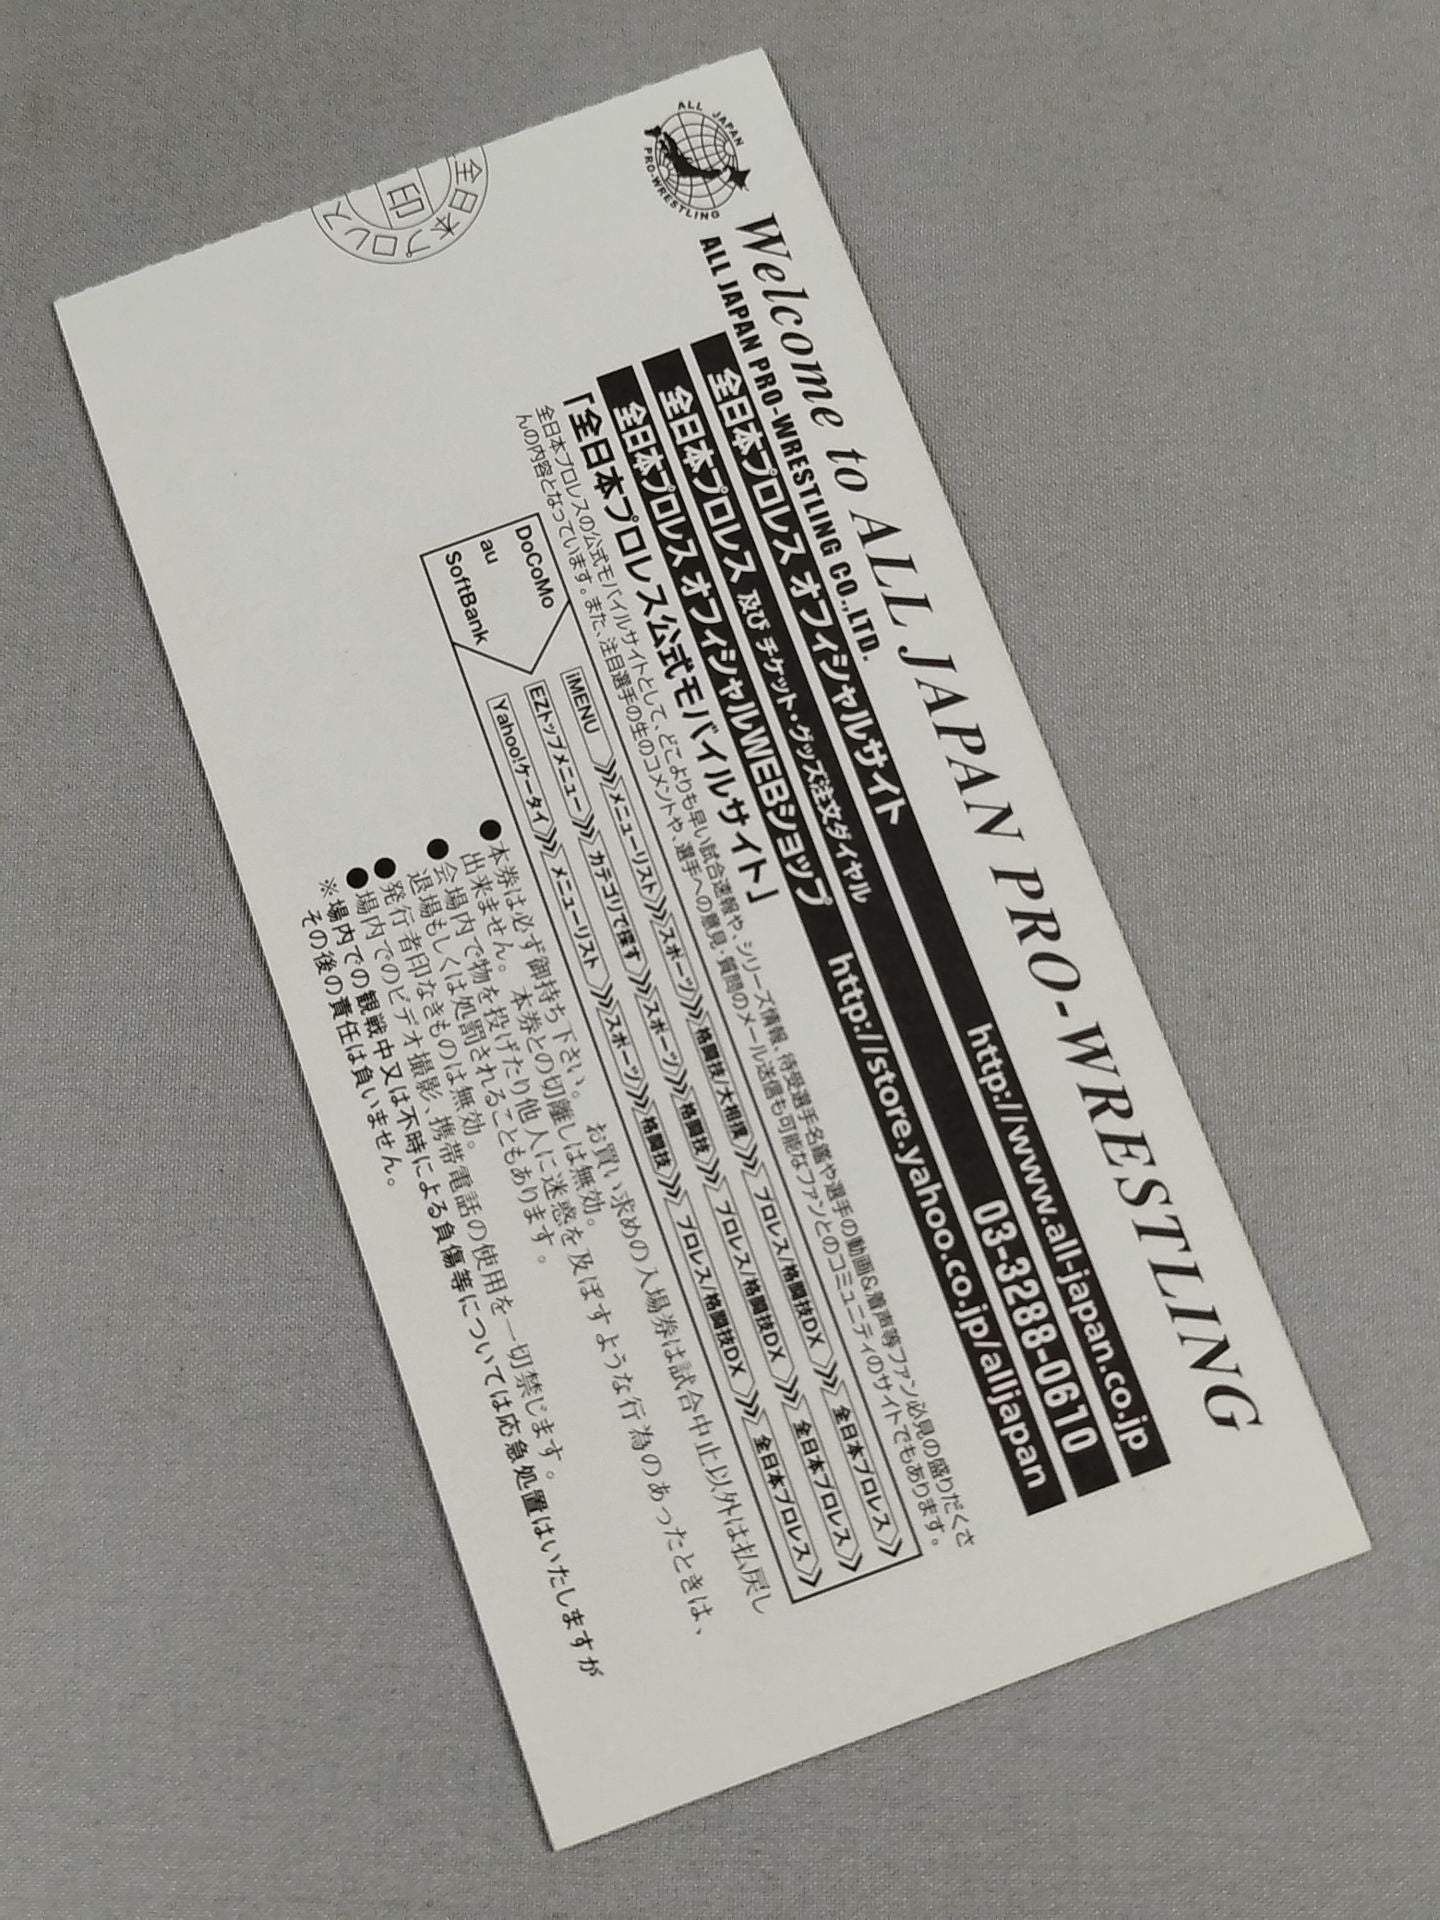 ALL JAPAN
PRO-WRESTLING
Welcome to ALL JAPAN PRO-WRESTLING
ALL JAPAN PRO-WRESTLING CO.,LTD.
全日本プロレス オフィシャルサイト http://www.all-japan.co.jp
全日本プロレス 及び チケット・グッズ注文ダイヤル 03-3288-0610
全日本プロレス オフィシャルWEBショップ http://store.yahoo.co.jp/alljapan
「全日本プロレス公式モバイルサイト」
全日本プロレスの公式モバイルサイトとして、どこよりも早い試合速報や、シリーズ情報、待受選手名鑑や選手の動画&着声等ファン必見の盛りだくさ
んの内容となっています。また、注目選手の生のコメントや、選手への意見・質問のメール送信も可能なファンとのコミュニティのサイトでもあります。
DoCoMo iMENU》メニューリスト》スポーツ》格闘技/大相撲》プロレス/格闘技DX》全日本プロレス》
au EZトップメニュー》カテゴリで探す》スポーツ》格闘技》プロレス/格闘技DX》全日本プロレス》
SoftBank Yahoo!ケータイ》メニューリスト》スポーツ》格闘技》プロレス/格闘技DX》全日本プロレス》
●本券は必ず御持ち下さい。 お買い求めの入場券は試合中止以外は払戻し
出来ません。本券との切離しは無効。
●会場内で物を投げたり他人に迷惑を及ぼすような行為のあったときは、
退場もしくは処罰されることもあります。
●発行者印なきものは無効。
●場内でのビデオ撮影、携帯電話の使用を一切禁じます。
※場内での観戦中又は不時による負傷等については応急処置はいたしますが
その後の責任は負いません。
全日本プロレス
印